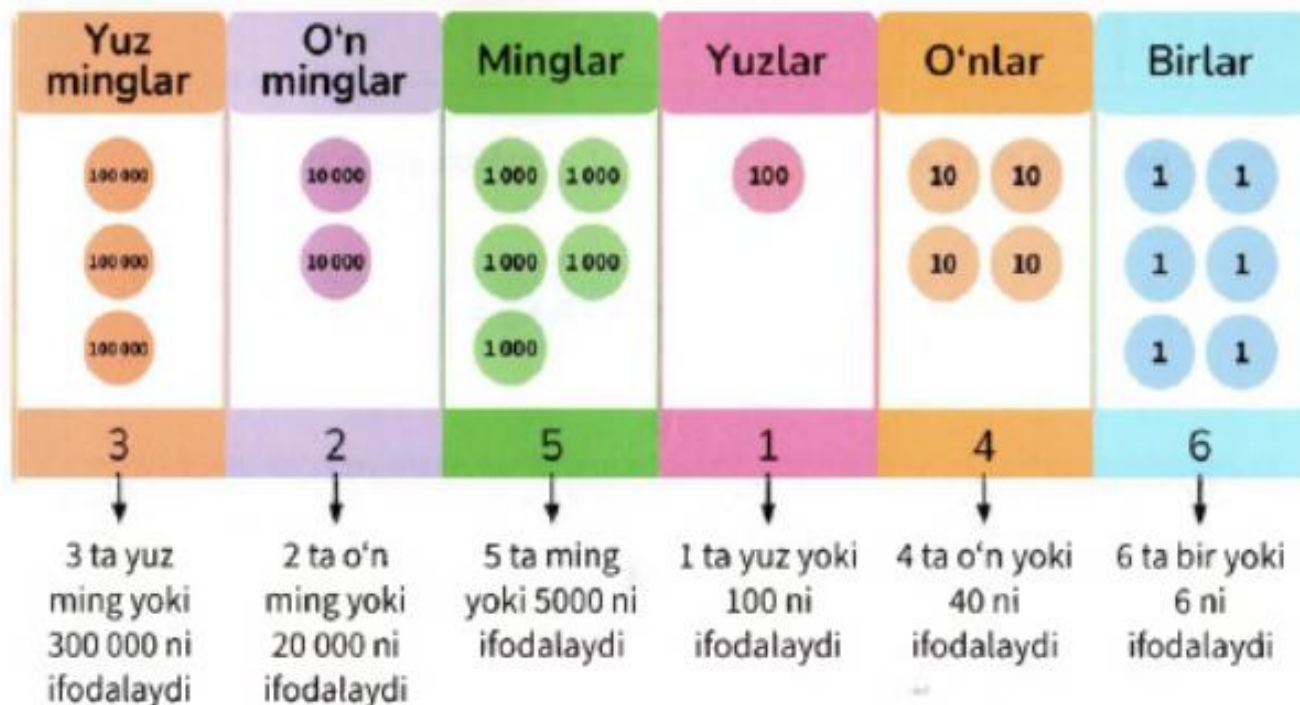 Yuz minglar
O‘n minglar
Minglar
Yuzlar
O‘nlar
Birlar
100 000
100 000
100 000
10 000
10 000
1 000 1 000
1 000 1 000
1 000
100
10 10
10 10
1 1
1 1
1 1
3
2
5
1
4
6
3 ta yuz
ming yoki
300 000 ni
ifodalaydi
2 ta o‘n
ming yoki
20 000 ni
ifodalaydi
5 ta ming
yoki 5000 ni
ifodalaydi
1 ta yuz yoki
100 ni
ifodalaydi
4 ta o‘n yoki
40 ni
ifodalaydi
6 ta bir yoki
6 ni
ifodalaydi